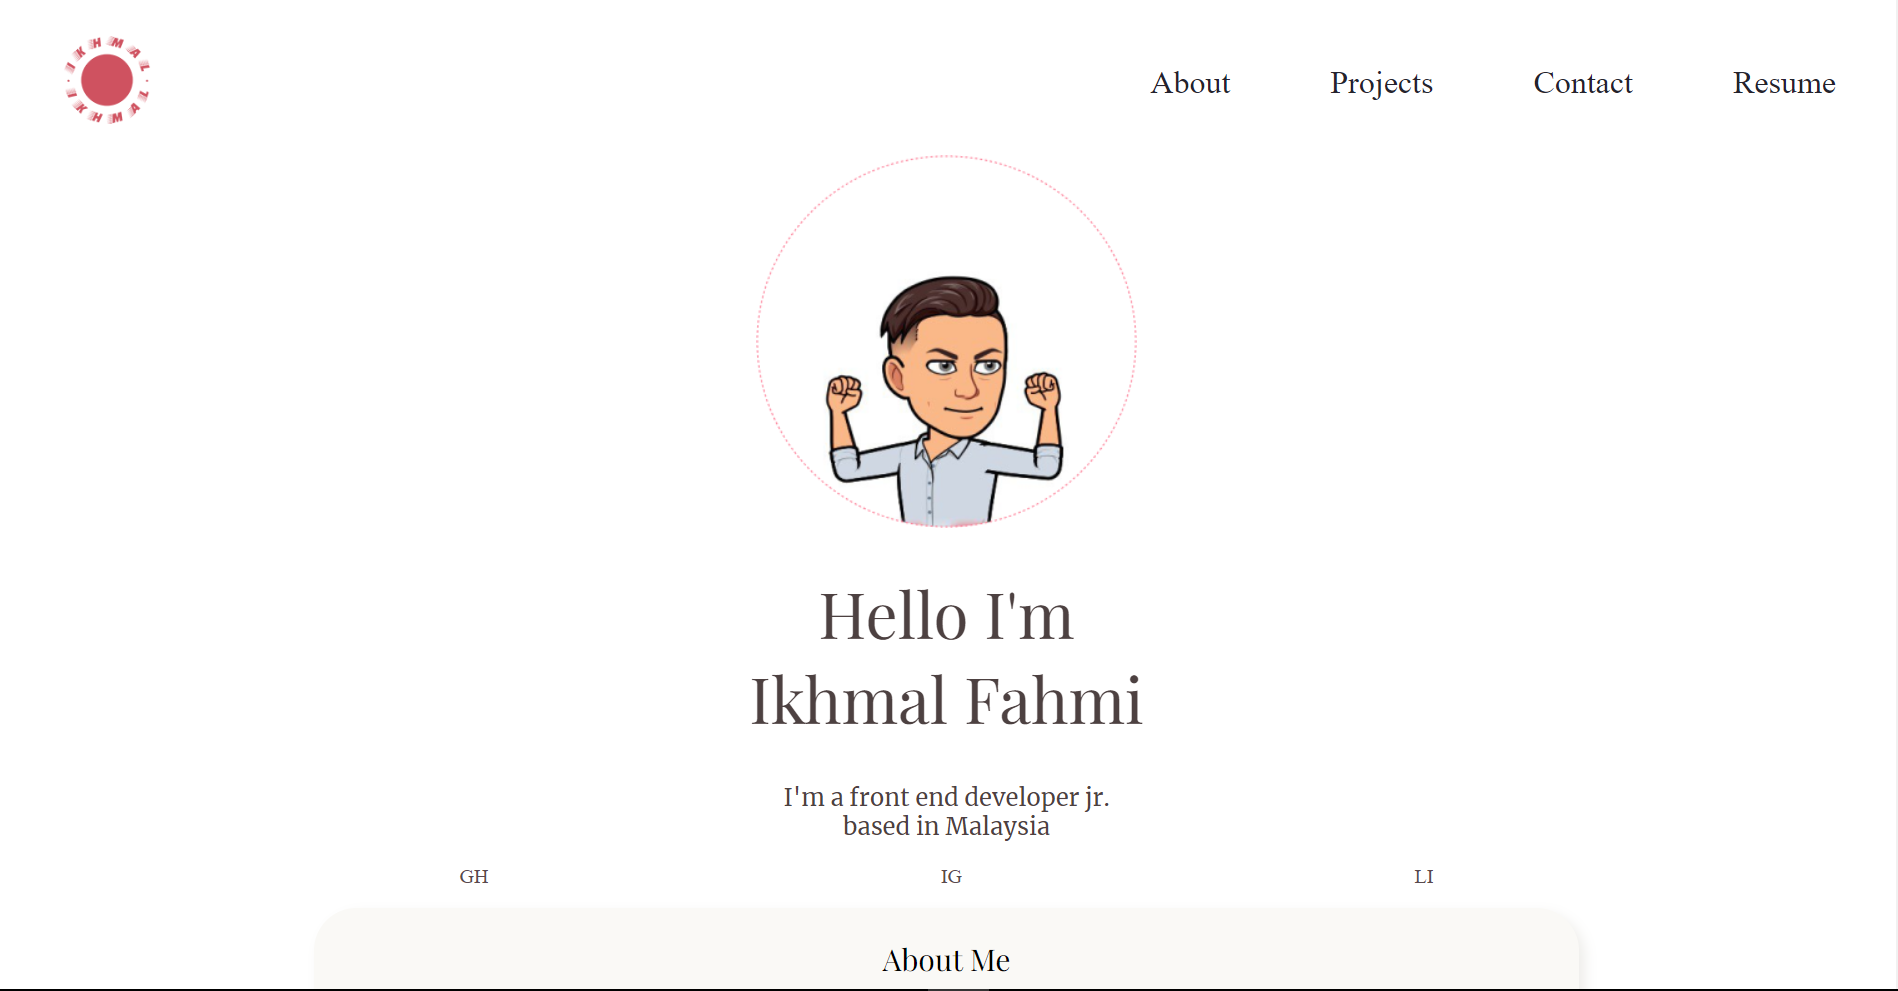 IKHMAL · IKHMAL ·
About Projects Contact Resume
Hello I'm
Ikhmal Fahmi
I'm a front end developer jr.
based in Malaysia
GH IG LI
About Me